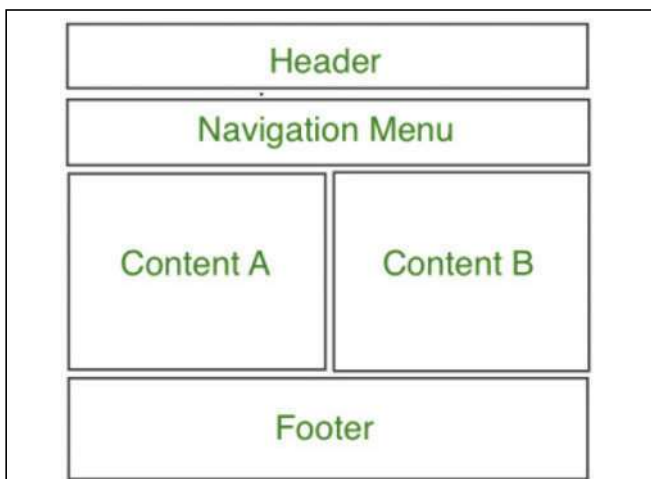 Header
Navigation Menu
Content A
Content B
Footer